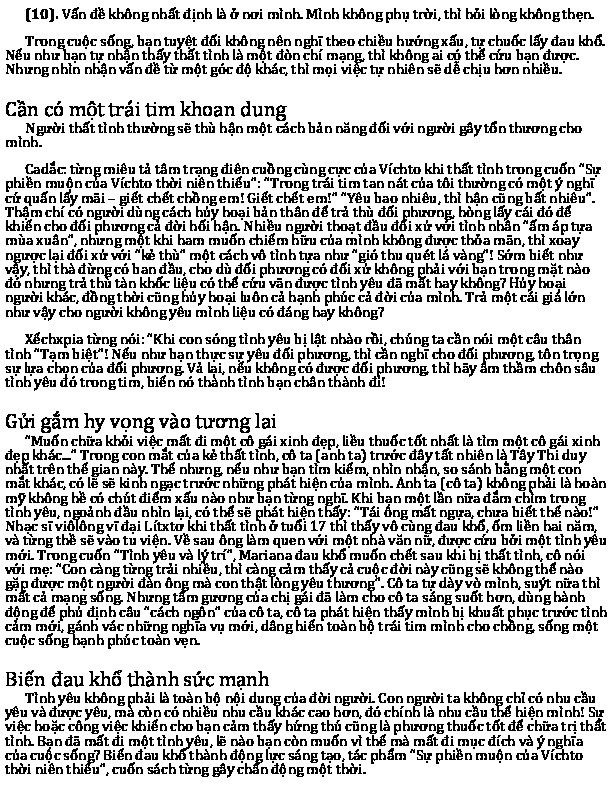 (10). Vấn đề không nhất định là ở nơi mình. Mình không phụ trời, thì hỏi lòng không thẹn.
Trong cuộc sống, bạn tuyệt đối không nên nghĩ theo chiều hướng xấu, tự chuốc lấy đau khổ.
Nếu như bạn tự nhận thấy thất tình là một đòn chí mạng, thì không ai có thể cứu bạn được.
Nhưng nhìn nhận vấn đề từ một góc độ khác, thì mọi việc tự nhiên sẽ dễ chịu hơn nhiều.
Cần có một trái tim khoan dung
Người thất tình thường sẽ thù hận một cách bản năng đối với người gây tổn thương cho
mình.
Cađắc: từng miêu tả tâm trạng điên cuồng cùng cực của Víchto khi thất tình trong cuốn "Sự
phiền muộn của Víchto thời niên thiếu": "Trong trái tim tan nát của tôi thường có một ý nghĩ
cứ quấn lấy mãi – giết chết chồng em! Giết chết em!" "Yêu bao nhiêu, thì hận cũng bất nhiêu".
Thậm chí có người dùng cách hủy hoại bản thân để trả thù đối phương, hòng lấy cái đó để
khiến cho đối phương cả đời hối hận. Nhiều người thoạt đầu đối xử với tình nhân "ấm áp tựa
mùa xuân", nhưng một khi ham muốn chiếm hữu của mình không được thỏa mãn, thì xoay
ngược lại đối xử với "kẻ thù" một cách vô tình tựa như "gió thu quét lá vàng"! Sớm biết như
vậy, thì thà đừng có ban đầu, cho dù đối phương có đối xử không phải với bạn trong mặt nào
đó nhưng trả thù tàn khốc liệu có thể cứu vãn được tình yêu đã mất hay không? Hủy hoại
người khác, đồng thời cũng hủy hoại luôn cả hạnh phúc cả đời của mình. Trả một cái giá lớn
như vậy cho người không yêu mình liệu có đáng hay không?
Xếchxpia từng nói: "Khi con sóng tình yêu bị lật nhào rồi, chúng ta cần nói một câu thân
tình "Tạm biệt"! Nếu như bạn thực sự yêu đối phương, thì cần nghĩ cho đối phương, tôn trọng
sự lựa chọn của đối phương. Vả lại, nếu không có được đối phương, thì hãy âm thầm chôn sâu
tình yêu đó trong tim, biến nó thành tình bạn chân thành đi!
Gửi gắm hy vọng vào tương lai
"Muốn chữa khỏi việc mất đi một cô gái xinh đẹp, liều thuốc tốt nhất là tìm một cô gái xinh
đẹp khác..." Trong con mắt của kẻ thất tình, cô ta (anh ta) trước đây tất nhiên là Tây Thi duy
nhất trên thế gian này. Thế nhưng, nếu như bạn tìm kiếm, nhìn nhận, so sánh bằng một con
mắt khác, có lẽ sẽ kinh ngạc trước những phát hiện của mình. Anh ta (cô ta) không phải là hoàn
mỹ không hề có chút điểm xấu nào như bạn từng nghĩ. Khi bạn một lần nữa đắm chìm trong
tình yêu, ngoảnh đầu nhìn lại, có thể sẽ phát hiện thấy: "Tái ông mất ngựa, chưa biết thế nào!"
Nhạc sĩ viôlông vĩ đại Lítxtơ khi thất tình ở tuổi 17 thì thấy vô cùng đau khổ, ốm liền hai năm,
và từng thề sẽ vào tu viện. Về sau ông làm quen với một nhà văn nữ, được cứu bởi một tình yêu
mới. Trong cuốn "Tình yêu và lý trí", Mariana đau khổ muốn chết sau khi bị thất tình, cô nói
với mẹ: "Con càng từng trải nhiều, thì càng cảm thấy cả cuộc đời này cũng sẽ không thể nào
gặp được một người đàn ông mà con thật lòng yêu thương". Cô ta tự dày vò mình, suýt nữa thì
mất cả mạng sống. Nhưng tấm gương của chị gái đã làm cho cô ta sáng suốt hơn, dùng hành
động để phủ định câu "cách ngôn" của cô ta, cô ta phát hiện thấy mình bị khuất phục trước tình
cảm mới, gánh vác những nghĩa vụ mới, dâng hiến toàn bộ trái tim mình cho chồng, sống một
cuộc sống hạnh phúc toàn vẹn.
Biến đau khổ thành sức mạnh
Tình yêu không phải là toàn bộ nội dung của đời người. Con người ta không chỉ có nhu cầu
yêu và được yêu, mà còn có nhiều nhu cầu khác cao hơn, đó chính là nhu cầu thể hiện mình! Sự
việc hoặc công việc khiến cho bạn cảm thấy hứng thú cũng là phương thuốc tốt để chữa trị thất
tình. Bạn đã mất đi một tình yêu, lẽ nào bạn còn muốn vì thế mà mất đi mục đích và ý nghĩa
của cuộc sống? Biến đau khổ thành động lực sáng tạo, tác phẩm "Sự phiền muộn của Víchto
thời niên thiếu", cuốn sách từng gây chấn động một thời.